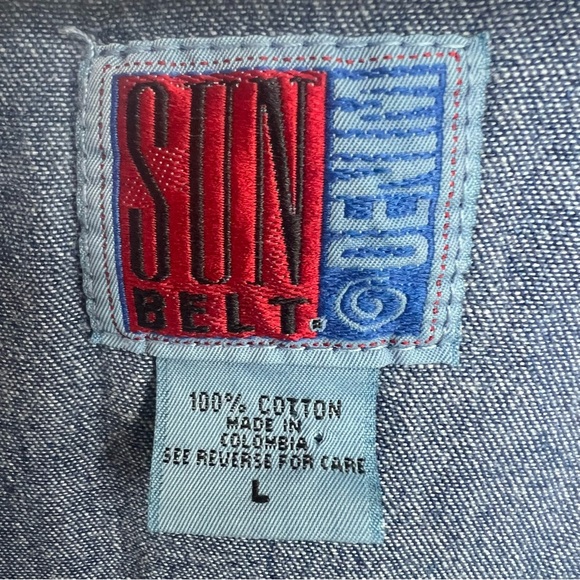 SUN
BELT®
DENIM
100% COTTON
MADE IN
COLOMBIA
SEE REVERSE FOR CARE
L